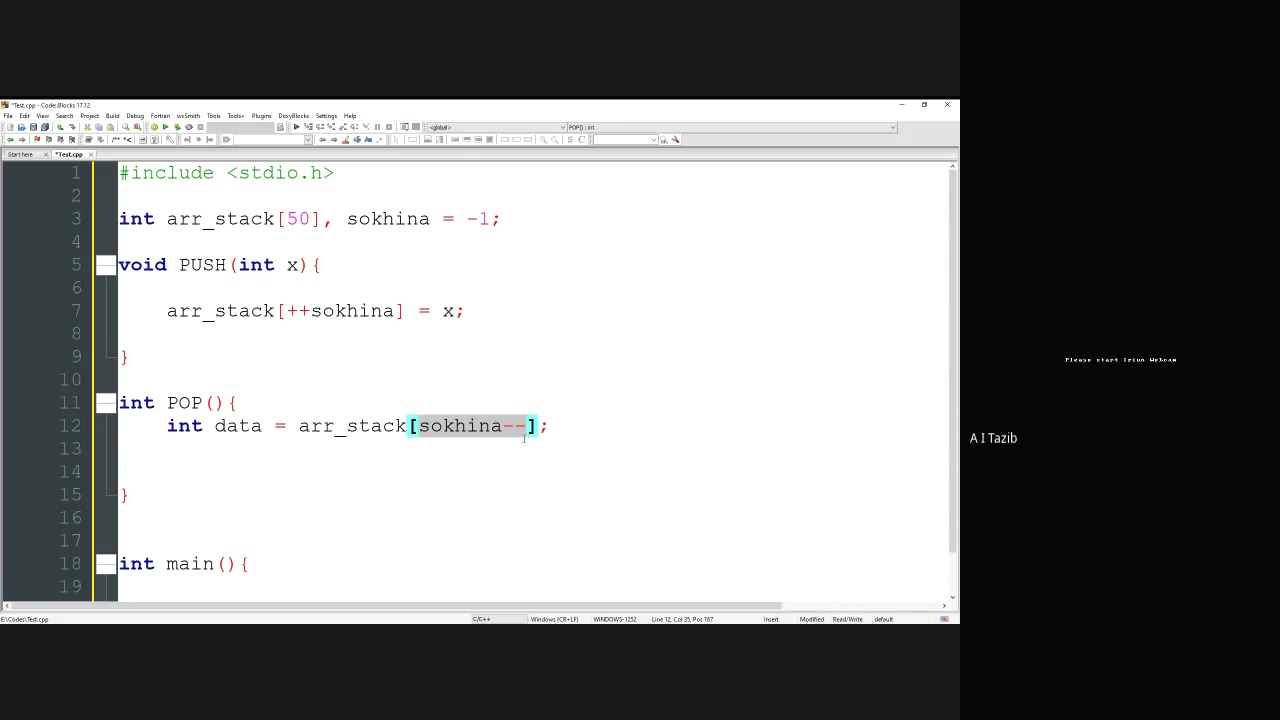 *Test.cpp - Code::Blocks 17.12
File Edit View Search Project Build Debug Fortran wxSmith Tools Tools+ Plugins DoxyBlocks Settings Help
<global> POP() : int
Start here *Test.cpp
1 #include <stdio.h>
2
3 int arr_stack[50], sokhina = -1;
4
5 void PUSH(int x){
6
7 arr_stack[++sokhina] = x;
8
9 }
10
11 int POP(){
12 int data = arr_stack[sokhina--];
13
14
15 }
16
17
18 int main(){
19
E:\Codes\Test.cpp C/C++ Windows (CR+LF) WINDOWS-1252 Line 12, Col 35, Pos 167 Insert Modified Read/Write default
Please start Iriun Webcam
A I Tazib